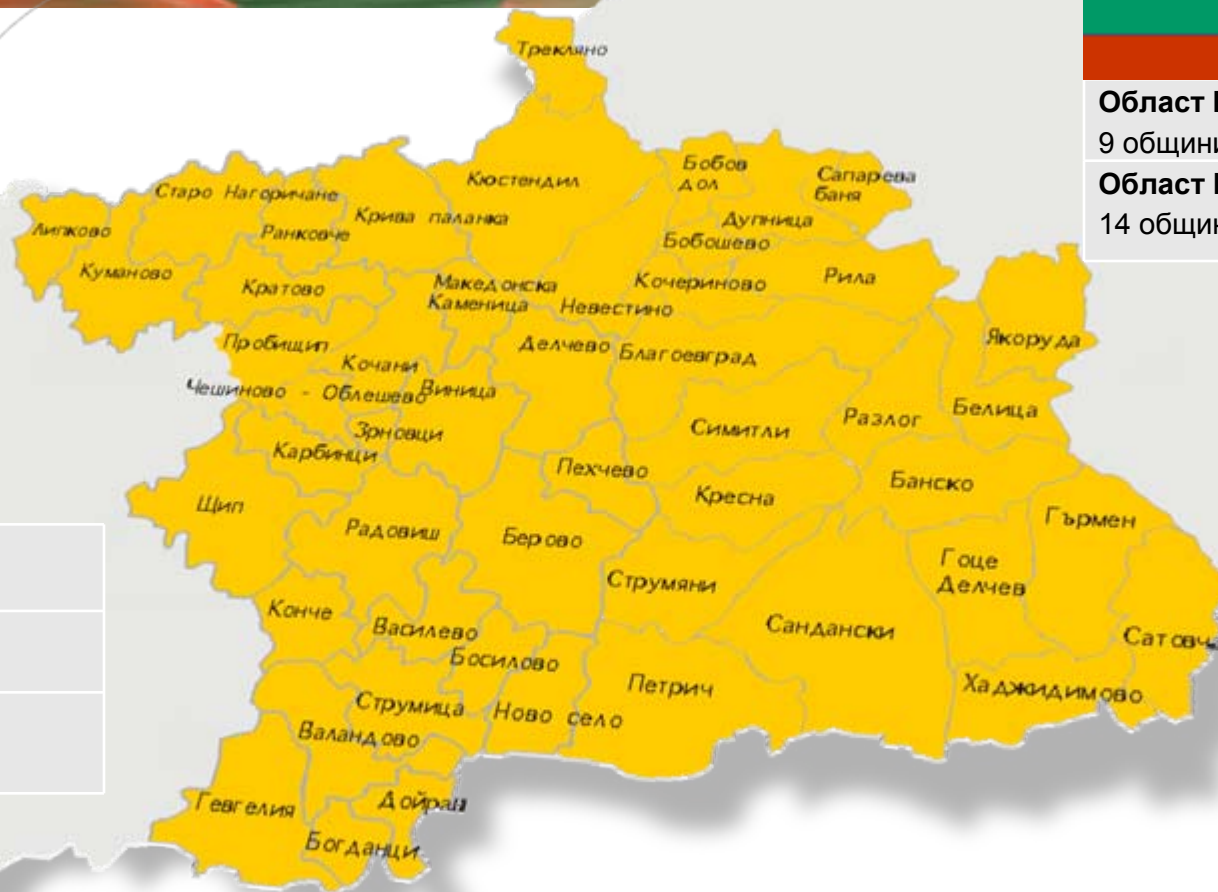 Трекляно
Област
9 общини
Област
14 общин
Бобов
дол
Сапарева
баня
Кюстендил
Старо Нагоричане
Крива паланка
Дупница
Липково
Ранковче
Бобошево
Куманово
Кратово
Македонска
Каменица
Невестино
Кочериново
Рила
Пробищип
Кочани
Делчево
Благоевград
Якоруда
Чешиново - Облешево
Виница
Зрновци
Карбинци
Симитли
Разлог
Белица
Пехчево
Щип
Кресна
Банско
Гърмен
Радовиш
Берово
Струмяни
Гоце
Делчев
Конче
Василево
Сандански
Сатовча
Босилово
Петрич
Хаджидимово
Струмица
Ново село
Валандово
Гевгелия
Дойран
Богданци